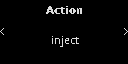 Action
< inject >